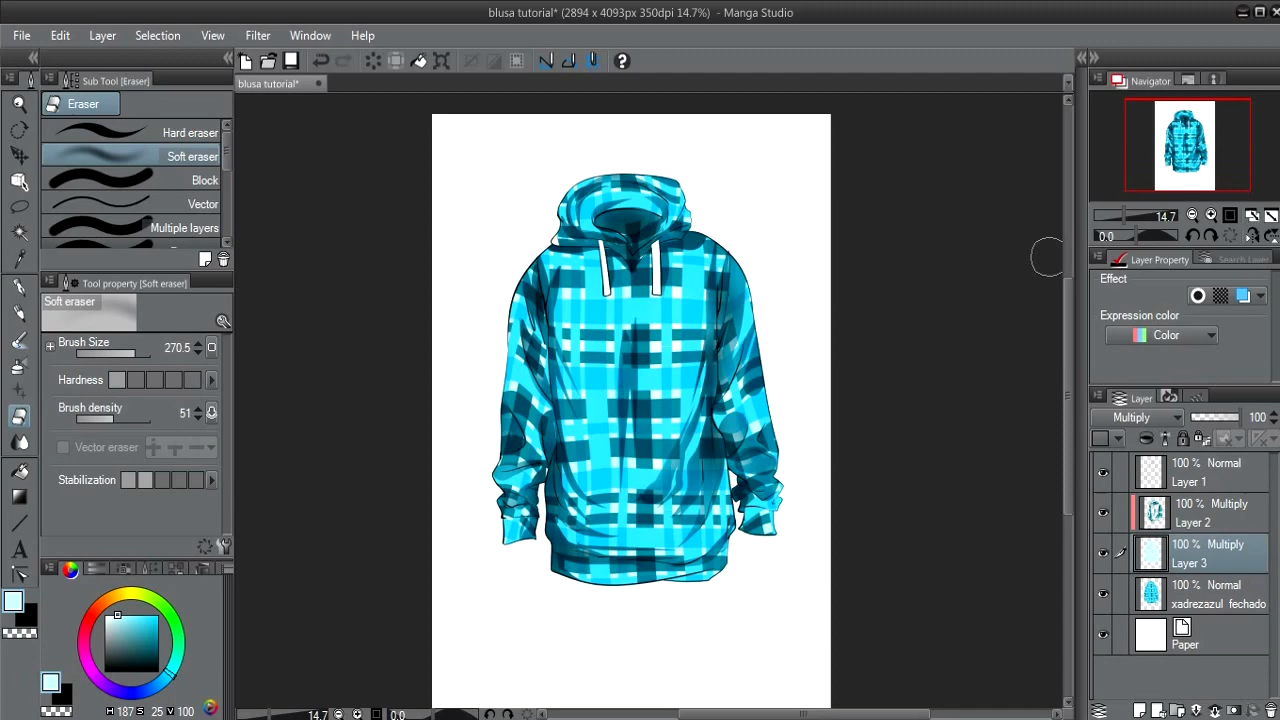 blusa tutorial* (2894 x 4093px 350dpi 14.7%) - Manga Studio
File Edit Layer Selection View Filter Window Help
Sub Tool [Eraser]
Eraser
Hard eraser
Soft eraser
Block
Vector
Multiple layers
Tool property [Soft eraser]
Soft eraser
Brush Size 270.5
Hardness
Brush density 51
Vector eraser
Stabilization
H 187 S 25 V 100
blusa tutorial*
14.7 0.0
Navigator
14.7
0.0
Layer Property Search Layer
Effect
Expression color
Color
Layer
Multiply 100
100 % Normal
Layer 1
100 % Multiply
Layer 2
100 % Multiply
Layer 3
100 % Normal
xadrezazul fechado
Paper